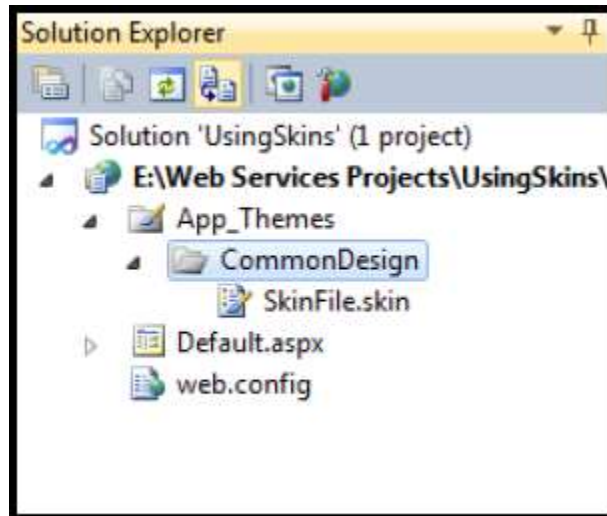 Solution Explorer
Solution 'UsingSkins' (1 project)
E:\Web Services Projects\UsingSkins\
App_Themes
CommonDesign
SkinFile.skin
Default.aspx
web.config